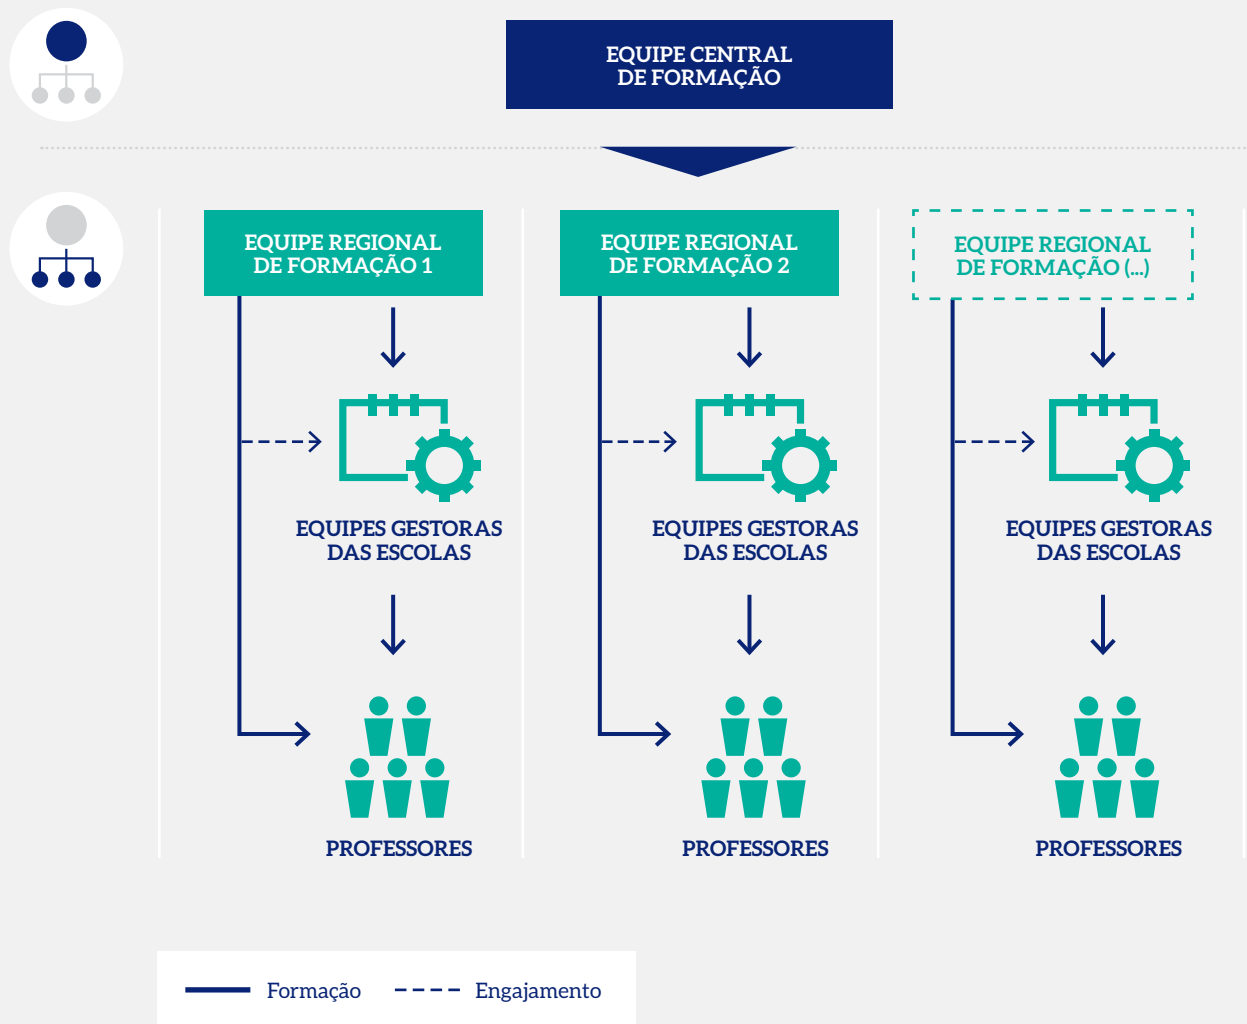 EQUIPE CENTRAL
DE FORMAÇÃO
EQUIPE REGIONAL
DE FORMAÇÃO 1
EQUIPE REGIONAL
DE FORMAÇÃO 2
EQUIPE REGIONAL
DE FORMAÇÃO (...)
EQUIPES GESTORAS
DAS ESCOLAS
EQUIPES GESTORAS
DAS ESCOLAS
EQUIPES GESTORAS
DAS ESCOLAS
PROFESSORES
PROFESSORES
PROFESSORES
Formação
Engajamento